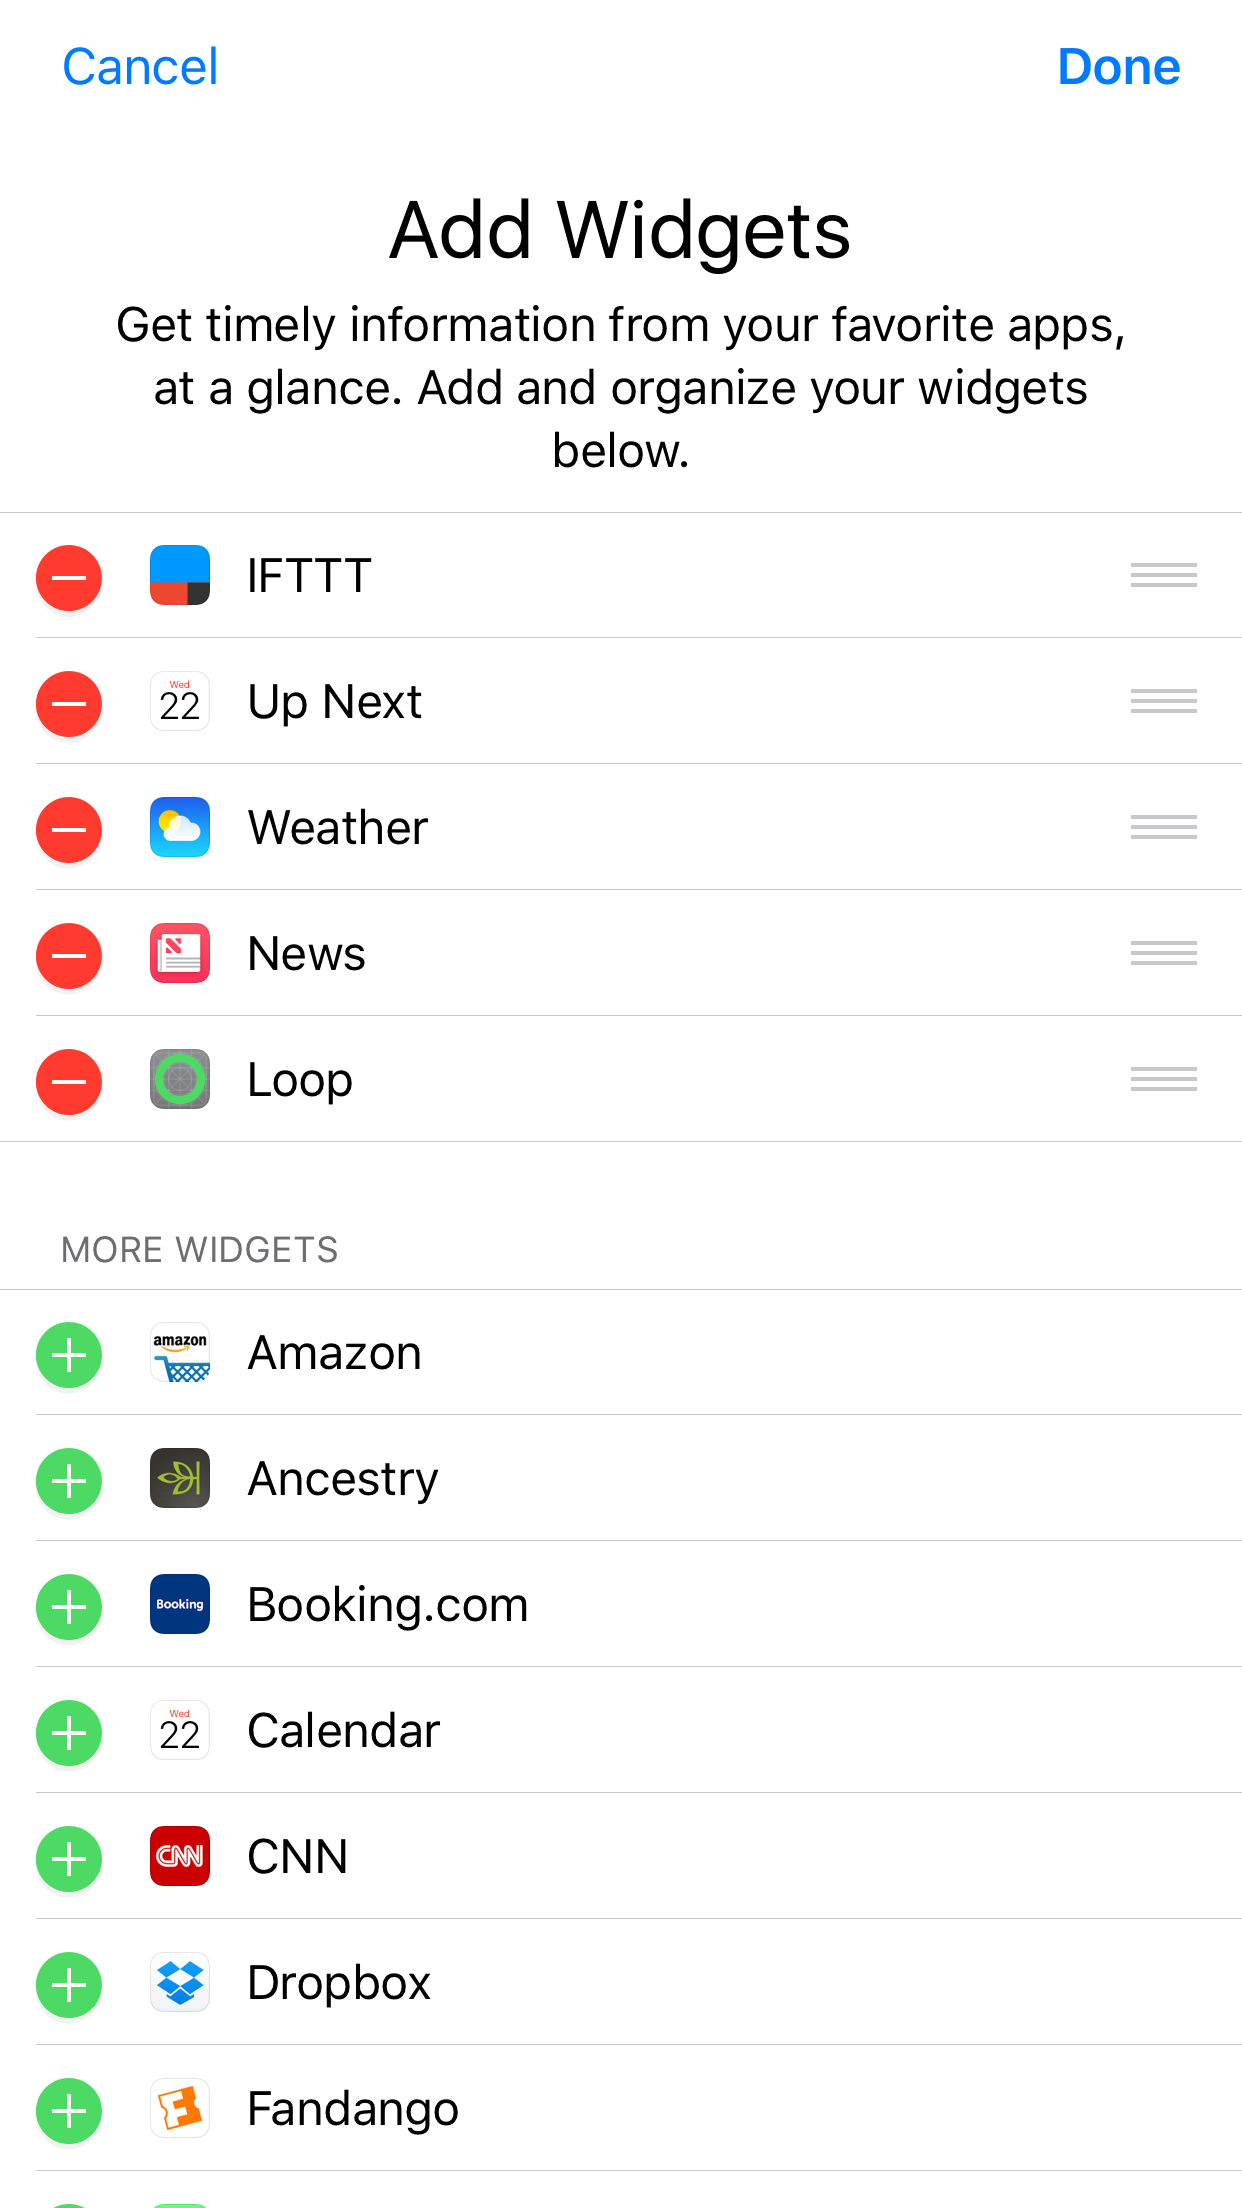 Cancel
Done
Add Widgets
Get timely information from your favorite apps,
at a glance. Add and organize your widgets
below.
IFTTT
Wed
22
Up Next
Weather
News
Loop
MORE WIDGETS
amazon
Amazon
Ancestry
Booking
Booking.com
Wed
22
Calendar
CNN
CNN
Dropbox
F
Fandango